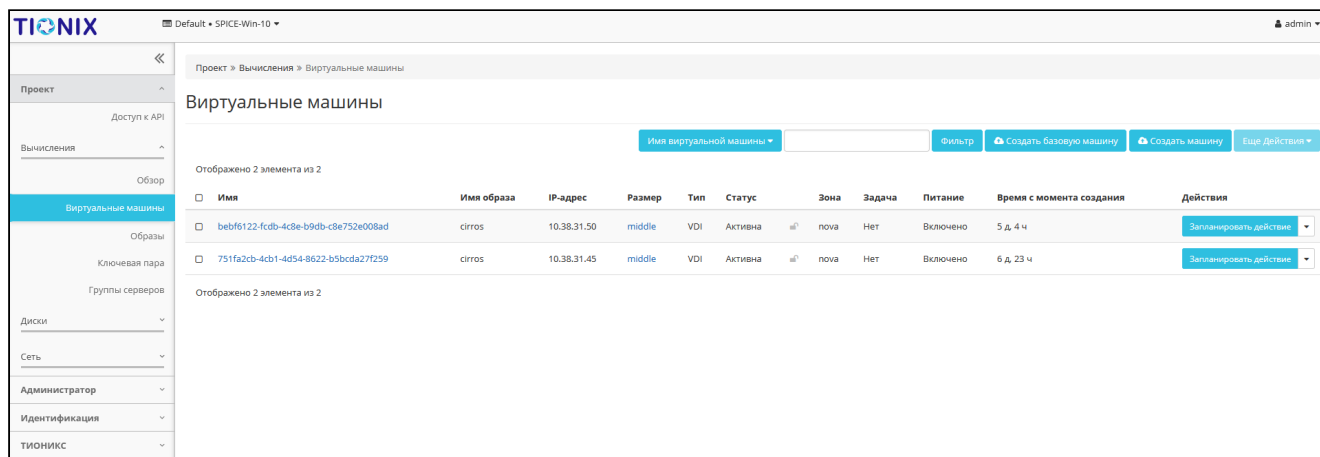 TIONIX
Default • SPICE-Win-10
admin
Проект » Вычисления » Виртуальные машины
Проект
Доступ к API
Вычисления
Обзор
Виртуальные машины
Образы
Ключевая пара
Группы серверов
Диски
Сеть
Администратор
Идентификация
ТИОНИКС
Виртуальные машины
Имя виртуальной машины Фильтр Создать базовую машину Создать машину Еще Действия
Отображено 2 элемента из 2
Имя Имя образа IP-адрес Размер Тип Статус Зона Задача Питание Время с момента создания Действия
bebf6122-fcdb-4c8e-b9db-c8e752e008ad cirros 10.38.31.50 middle VDI Активна nova Нет Включено 5 д, 4 ч Запланировать действие
751fa2cb-4cb1-4d54-8622-b5bcda27f259 cirros 10.38.31.45 middle VDI Активна nova Нет Включено 6 д, 23 ч Запланировать действие
Отображено 2 элемента из 2